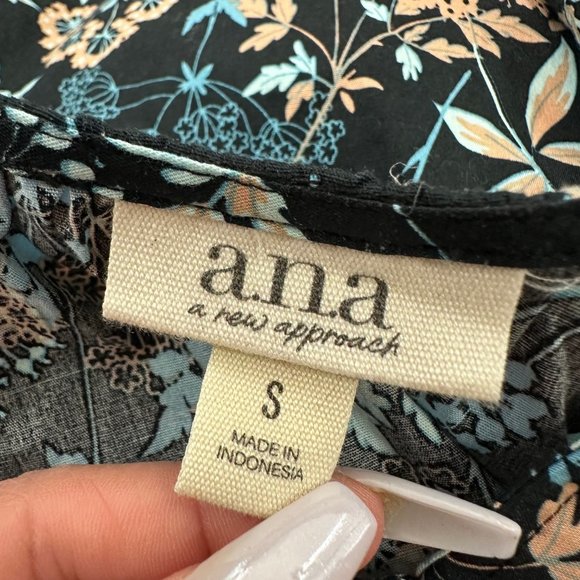 a.n.a
a new approach
S
MADE IN
INDONESIA